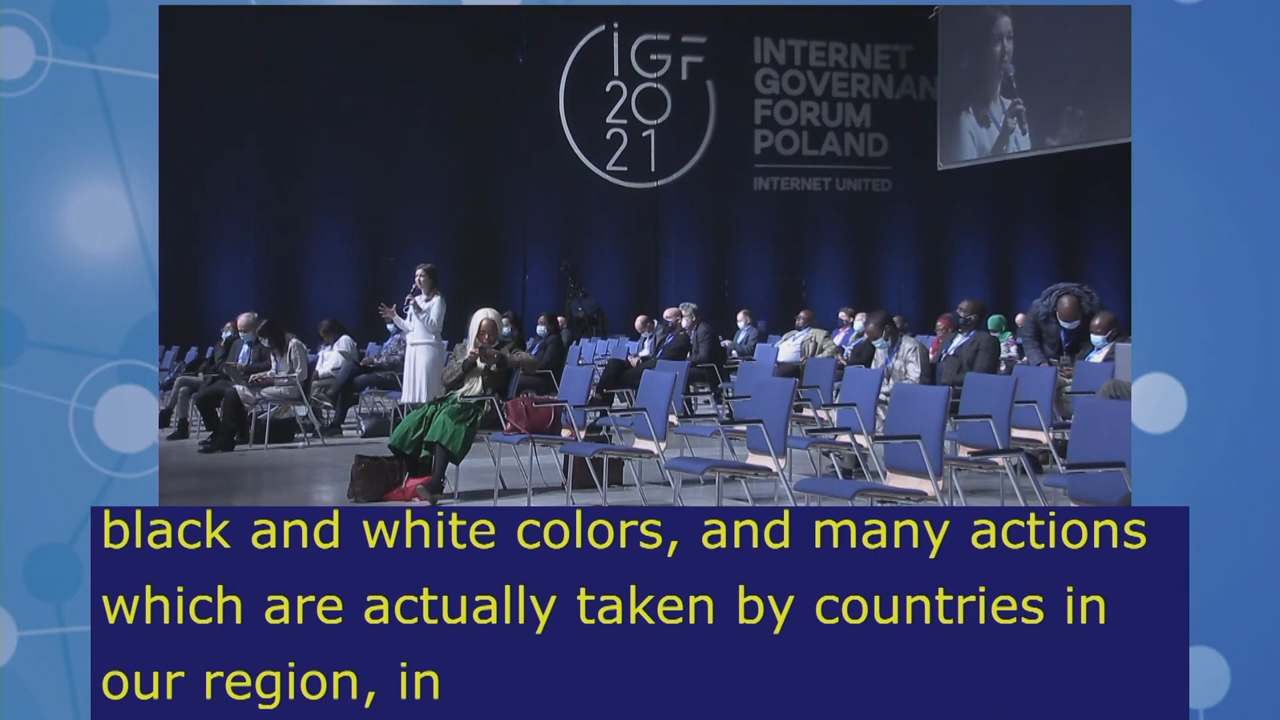 iGF
20
21
INTERNET
GOVERNAN
FORUM
POLAND
INTERNET UNITED
black and white colors, and many actions
which are actually taken by countries in
our region, in